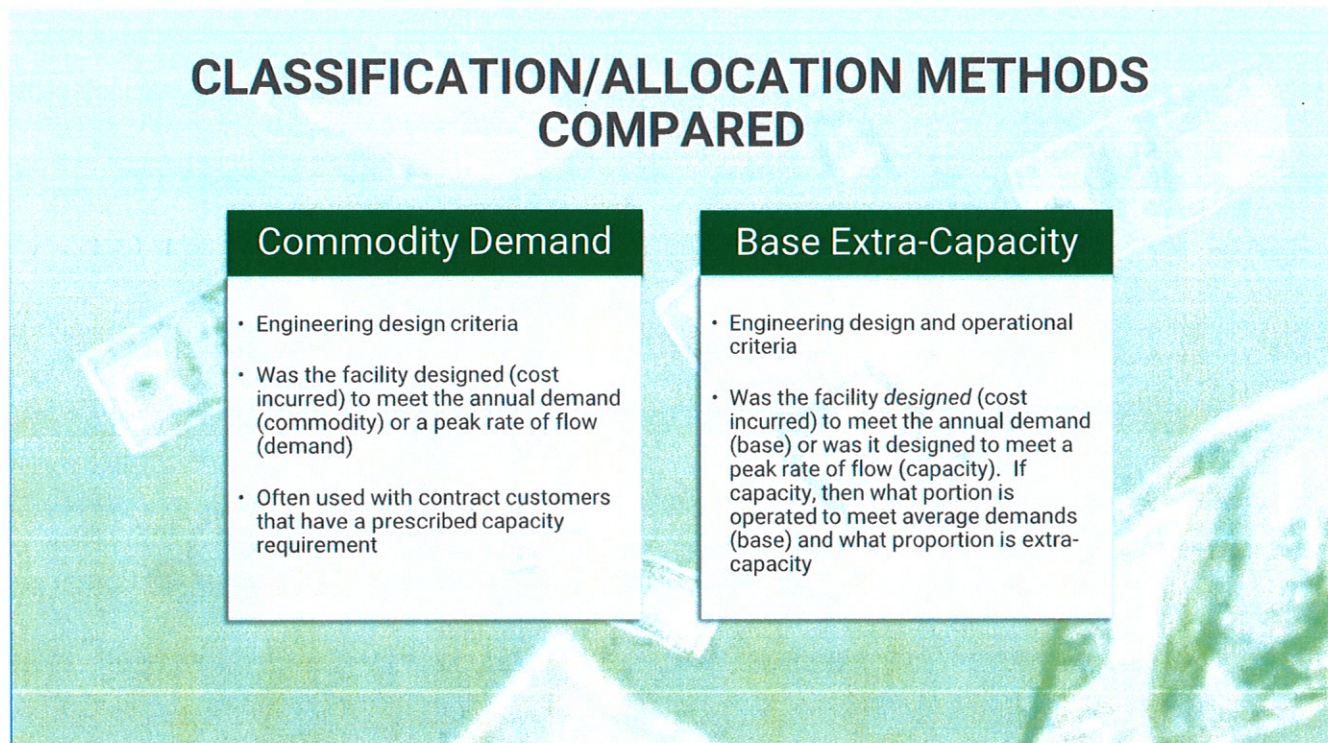 CLASSIFICATION/ALLOCATION METHODS
COMPARED
Commodity Demand
• Engineering design criteria
• Was the facility designed (cost
incurred) to meet the annual demand
(commodity) or a peak rate of flow
(demand)
• Often used with contract customers
that have a prescribed capacity
requirement
Base Extra-Capacity
• Engineering design and operational
criteria
• Was the facility designed (cost
incurred) to meet the annual demand
(base) or was it designed to meet a
peak rate of flow (capacity).  If
capacity, then what portion is
operated to meet average demands
(base) and what proportion is extra-
capacity